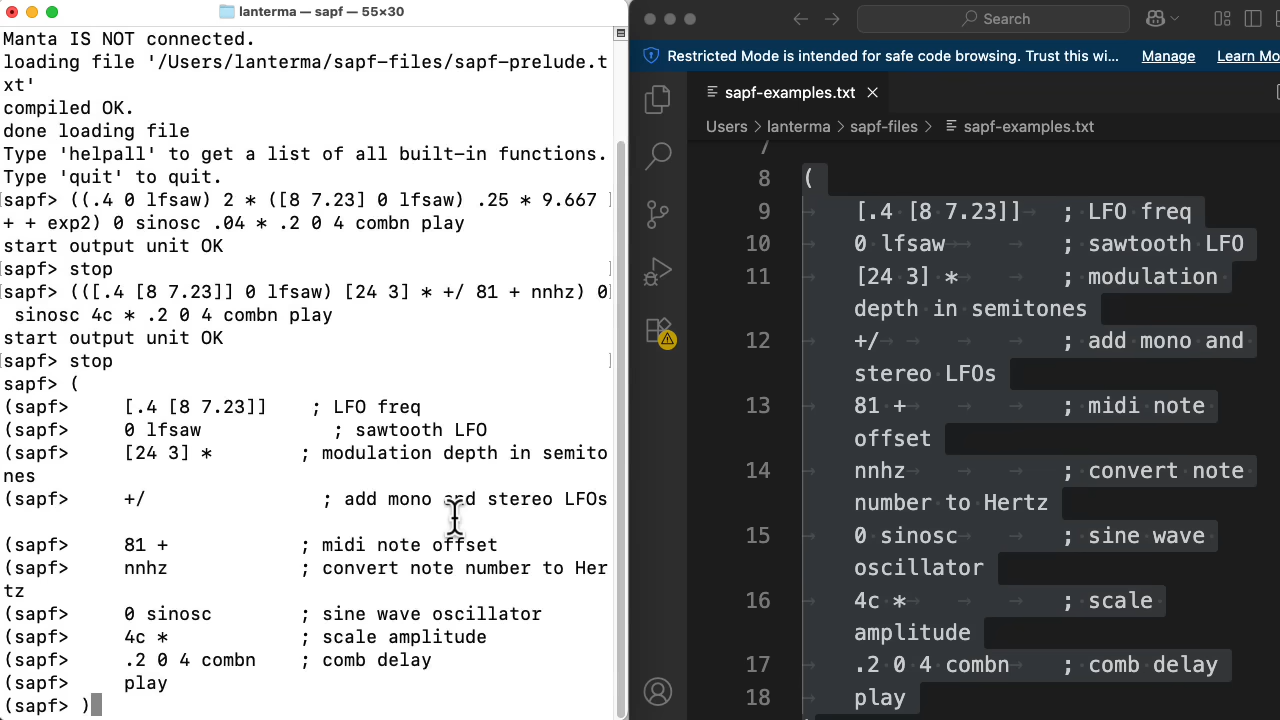 lanterma — sapf — 55×30
Manta IS NOT connected.
loading file '/Users/lanterma/sapf-files/sapf-prelude.t
xt'
compiled OK.
done loading file
Type 'helpall' to get a list of all built-in functions.
Type 'quit' to quit.
[sapf> ((.4 0 lfsaw) 2 * ([8 7.23] 0 lfsaw) .25 * 9.667 ]
+ + exp2) 0 sinosc .04 * .2 0 4 combn play
start output unit OK
[sapf> stop ]
[sapf> (([.4 [8 7.23]] 0 lfsaw) [24 3] * +/ 81 + nnhz) 0]
sinosc 4c * .2 0 4 combn play
start output unit OK
[sapf> stop ]
sapf> (
(sapf> [.4 [8 7.23]] ; LFO freq
(sapf> 0 lfsaw ; sawtooth LFO
(sapf> [24 3] * ; modulation depth in semito
nes
(sapf> +/ ; add mono and stereo LFOs
(sapf> 81 + ; midi note offset
(sapf> nnhz ; convert note number to Her
tz
(sapf> 0 sinosc ; sine wave oscillator
(sapf> 4c * ; scale amplitude
(sapf> .2 0 4 combn ; comb delay
(sapf> play
(sapf> )
Search
Restricted Mode is intended for safe code browsing. Trust this wi... Manage Learn Mo
sapf-examples.txt
Users > lanterma > sapf-files > sapf-examples.txt
7
8 (
9 [.4 [8 7.23]] ; LFO freq
10 0 lfsaw ; sawtooth LFO
11 [24 3] * ; modulation
depth in semitones
12 +/ ; add mono and
stereo LFOs
13 81 + ; midi note
offset
14 nnhz ; convert note
number to Hertz
15 0 sinosc ; sine wave
oscillator
16 4c * ; scale
amplitude
17 .2 0 4 combn ; comb delay
18 play